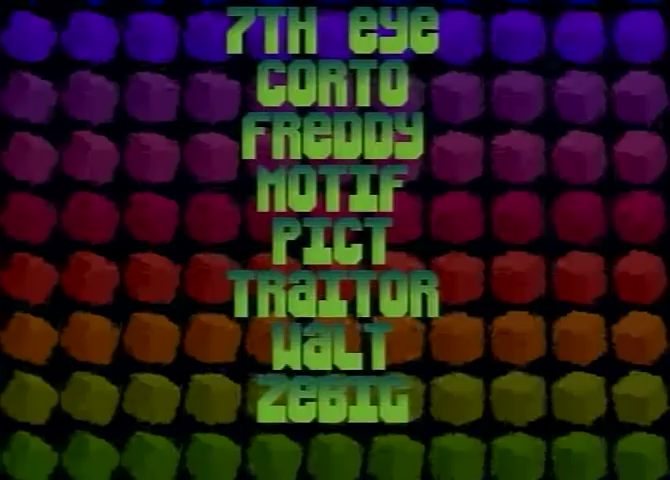 7TH eye
CORTO
FReDDY
MOTIF
PICT
TRaITOR
WaLT
ZeBIG